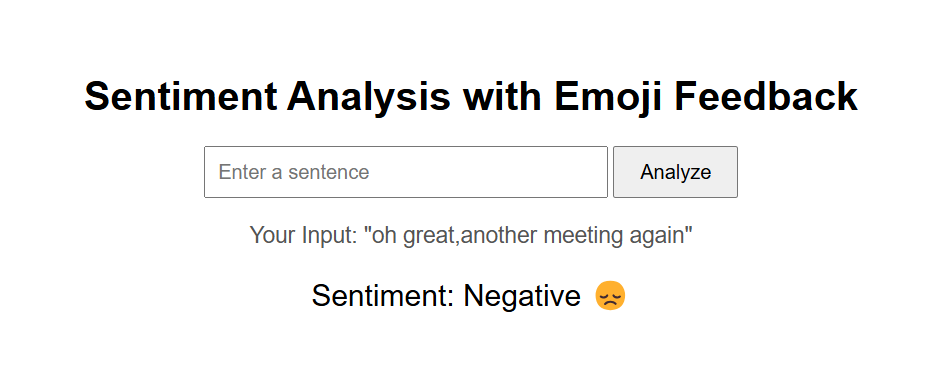 Sentiment Analysis with Emoji Feedback
Enter a sentence Analyze
Your Input: "oh great,another meeting again"
Sentiment: Negative 😔